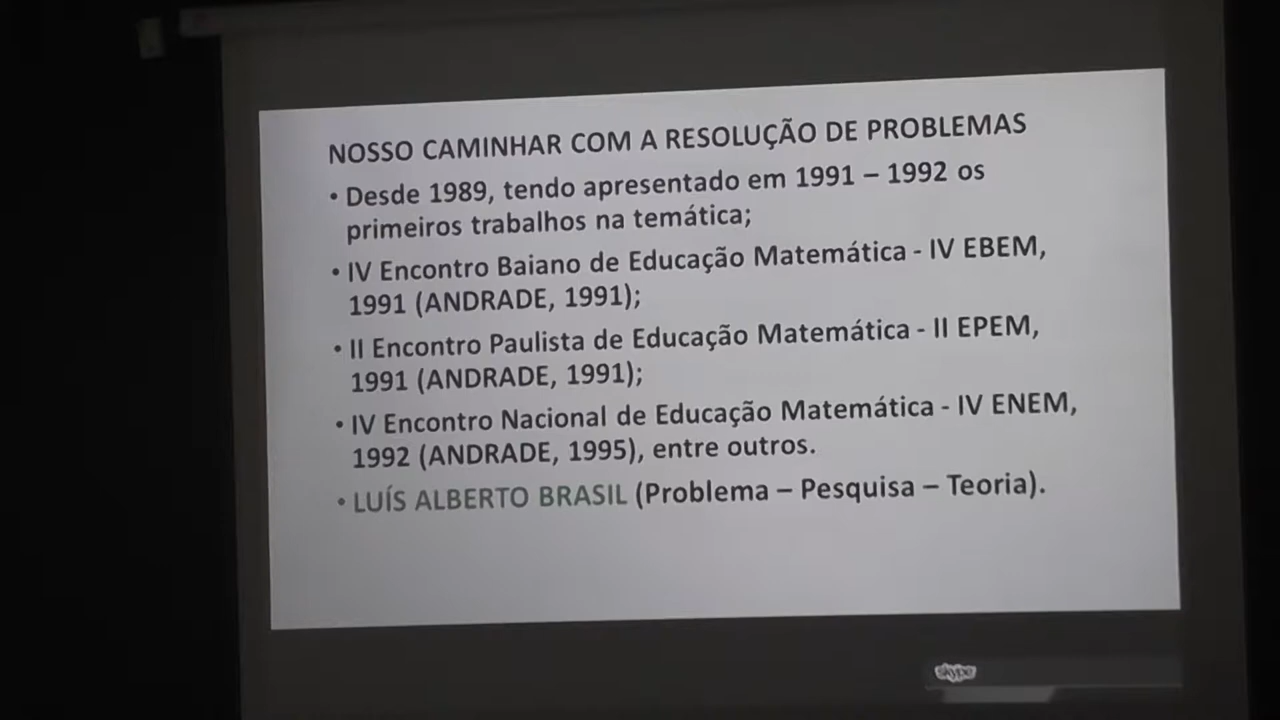 NOSSO CAMINHAR COM A RESOLUÇÃO DE PROBLEMAS
• Desde 1989, tendo apresentado em 1991 – 1992 os
primeiros trabalhos na temática;
• IV Encontro Baiano de Educação Matemática - IV EBEM,
1991 (ANDRADE, 1991);
• II Encontro Paulista de Educação Matemática - II EPEM,
1991 (ANDRADE, 1991);
• IV Encontro Nacional de Educação Matemática - IV ENEM,
1992 (ANDRADE, 1995), entre outros.
• LUÍS ALBERTO BRASIL (Problema – Pesquisa – Teoria).
skype